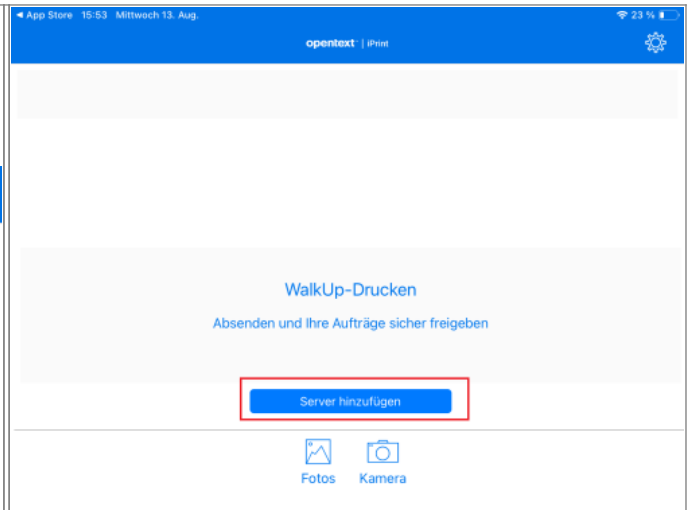 ◄ App Store 15:53 Mittwoch 13. Aug. 23 %
opentext™ | iPrint
WalkUp-Drucken
Absenden und Ihre Aufträge sicher freigeben
Server hinzufügen
Fotos Kamera